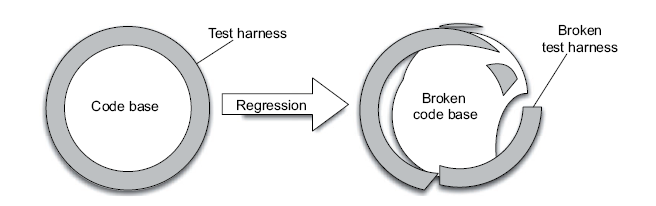 Test harness
Code base
Regression
Broken
code base
Broken
test harness